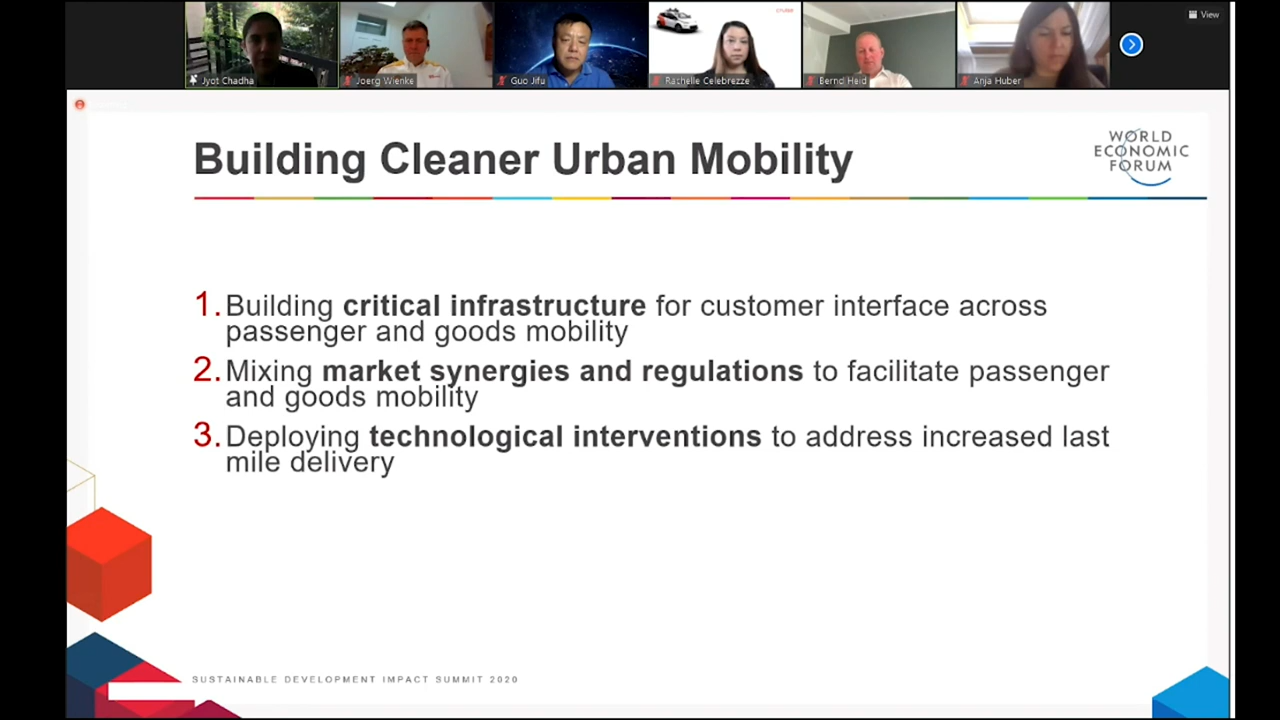 View
Jyot Chadha
Joerg Wienke
Guo Jifu
Rachelle Celebrezze
Bernd Heid
Anja Huber
Building Cleaner Urban Mobility
WORLD
ECONOMIC
FORUM
1. Building critical infrastructure for customer interface across
passenger and goods mobility
2. Mixing market synergies and regulations to facilitate passenger
and goods mobility
3. Deploying technological interventions to address increased last
mile delivery
SUSTAINABLE DEVELOPMENT IMPACT SUMMIT 2020